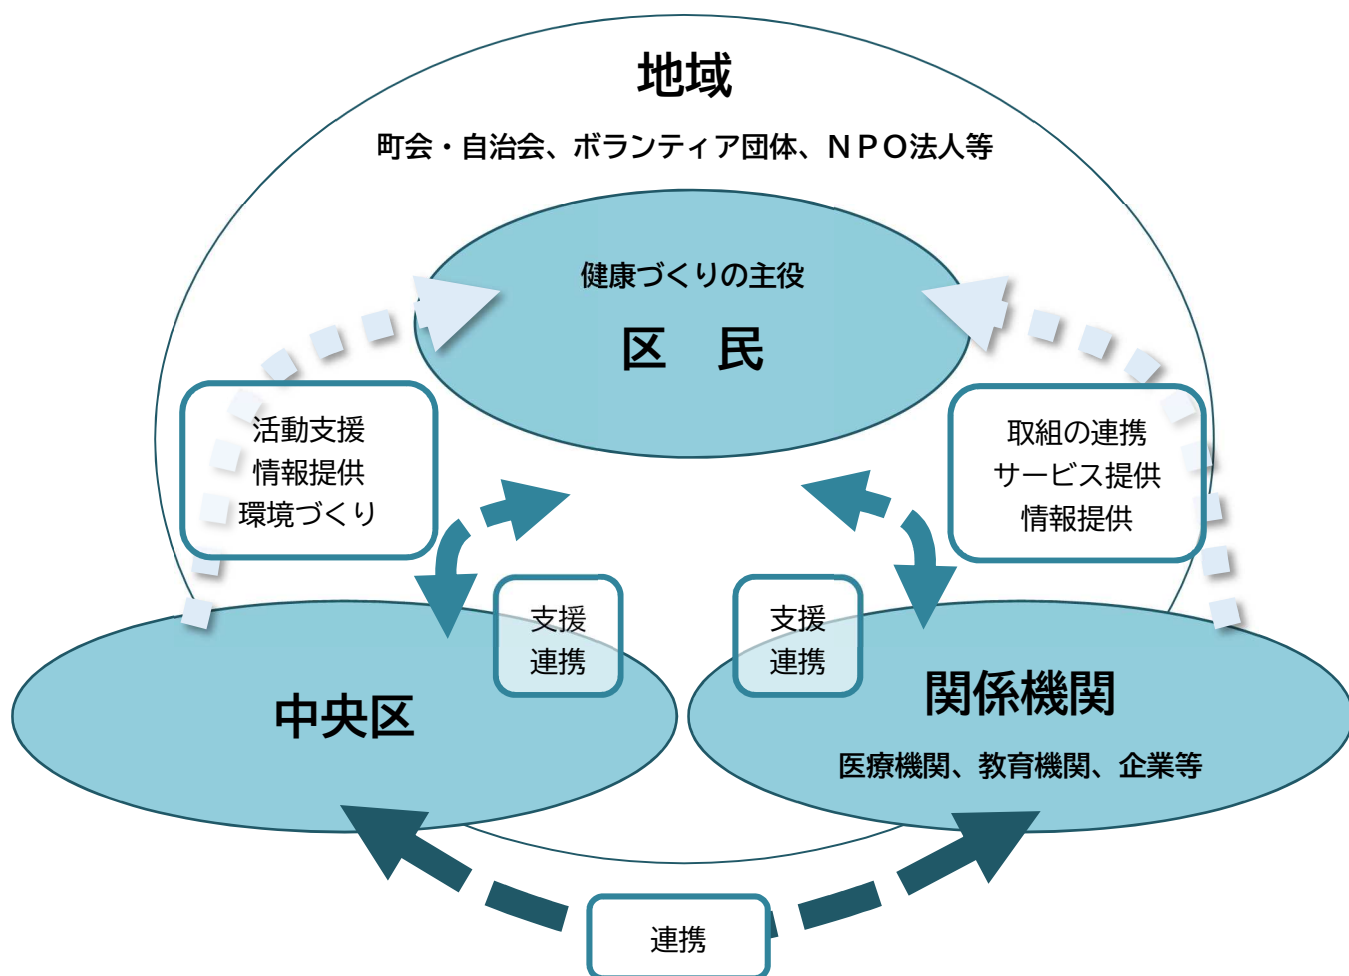 地域
町会・自治会、ボランティア団体、ＮＰＯ法人等
健康づくりの主役
区　民
活動支援
情報提供
環境づくり
取組の連携
サービス提供
情報提供
支援
連携
支援
連携
中央区
関係機関
医療機関、教育機関、企業等
連携